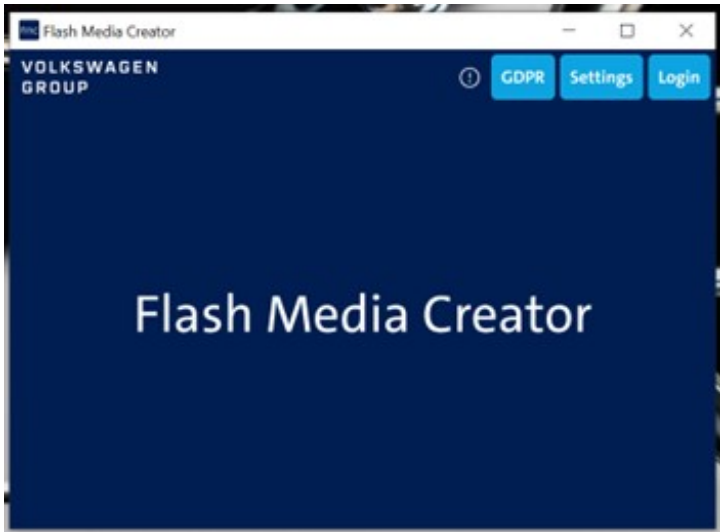 Flash Media Creator
VOLKSWAGEN
GROUP
GDPR Settings Login
Flash Media Creator